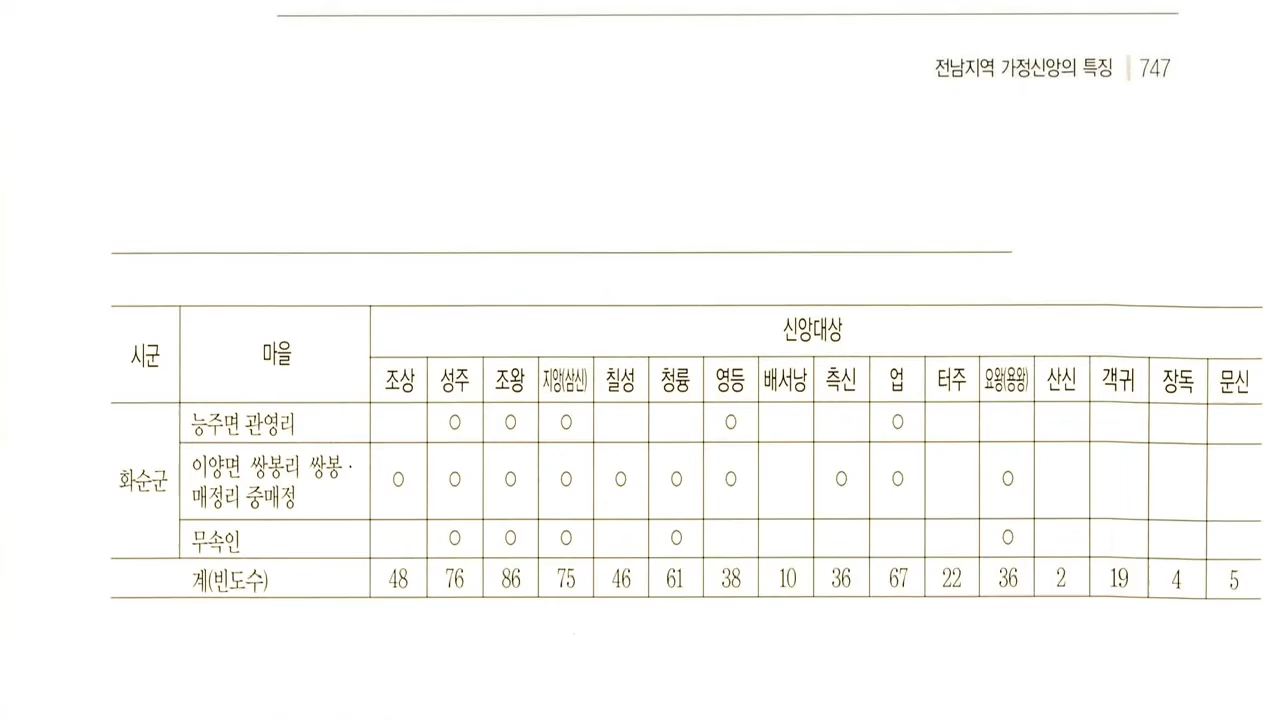 전남지역 가정신앙의 특징 747
시군 마을 신앙대상
조상 성주 조왕 지앙(삼신) 칠성 청륭 영등 배서낭 측신 업 터주 요왕(용왕) 산신 객귀 장독 문신
화순군
능주면 관영리 ○ ○ ○ ○ ○
이양면 쌍봉리 쌍봉·
매정리 중매정 ○ ○ ○ ○ ○ ○ ○ ○ ○ ○
무속인 ○ ○ ○ ○ ○
계(빈도수) 48 76 86 75 46 61 38 10 36 67 22 36 2 19 4 5